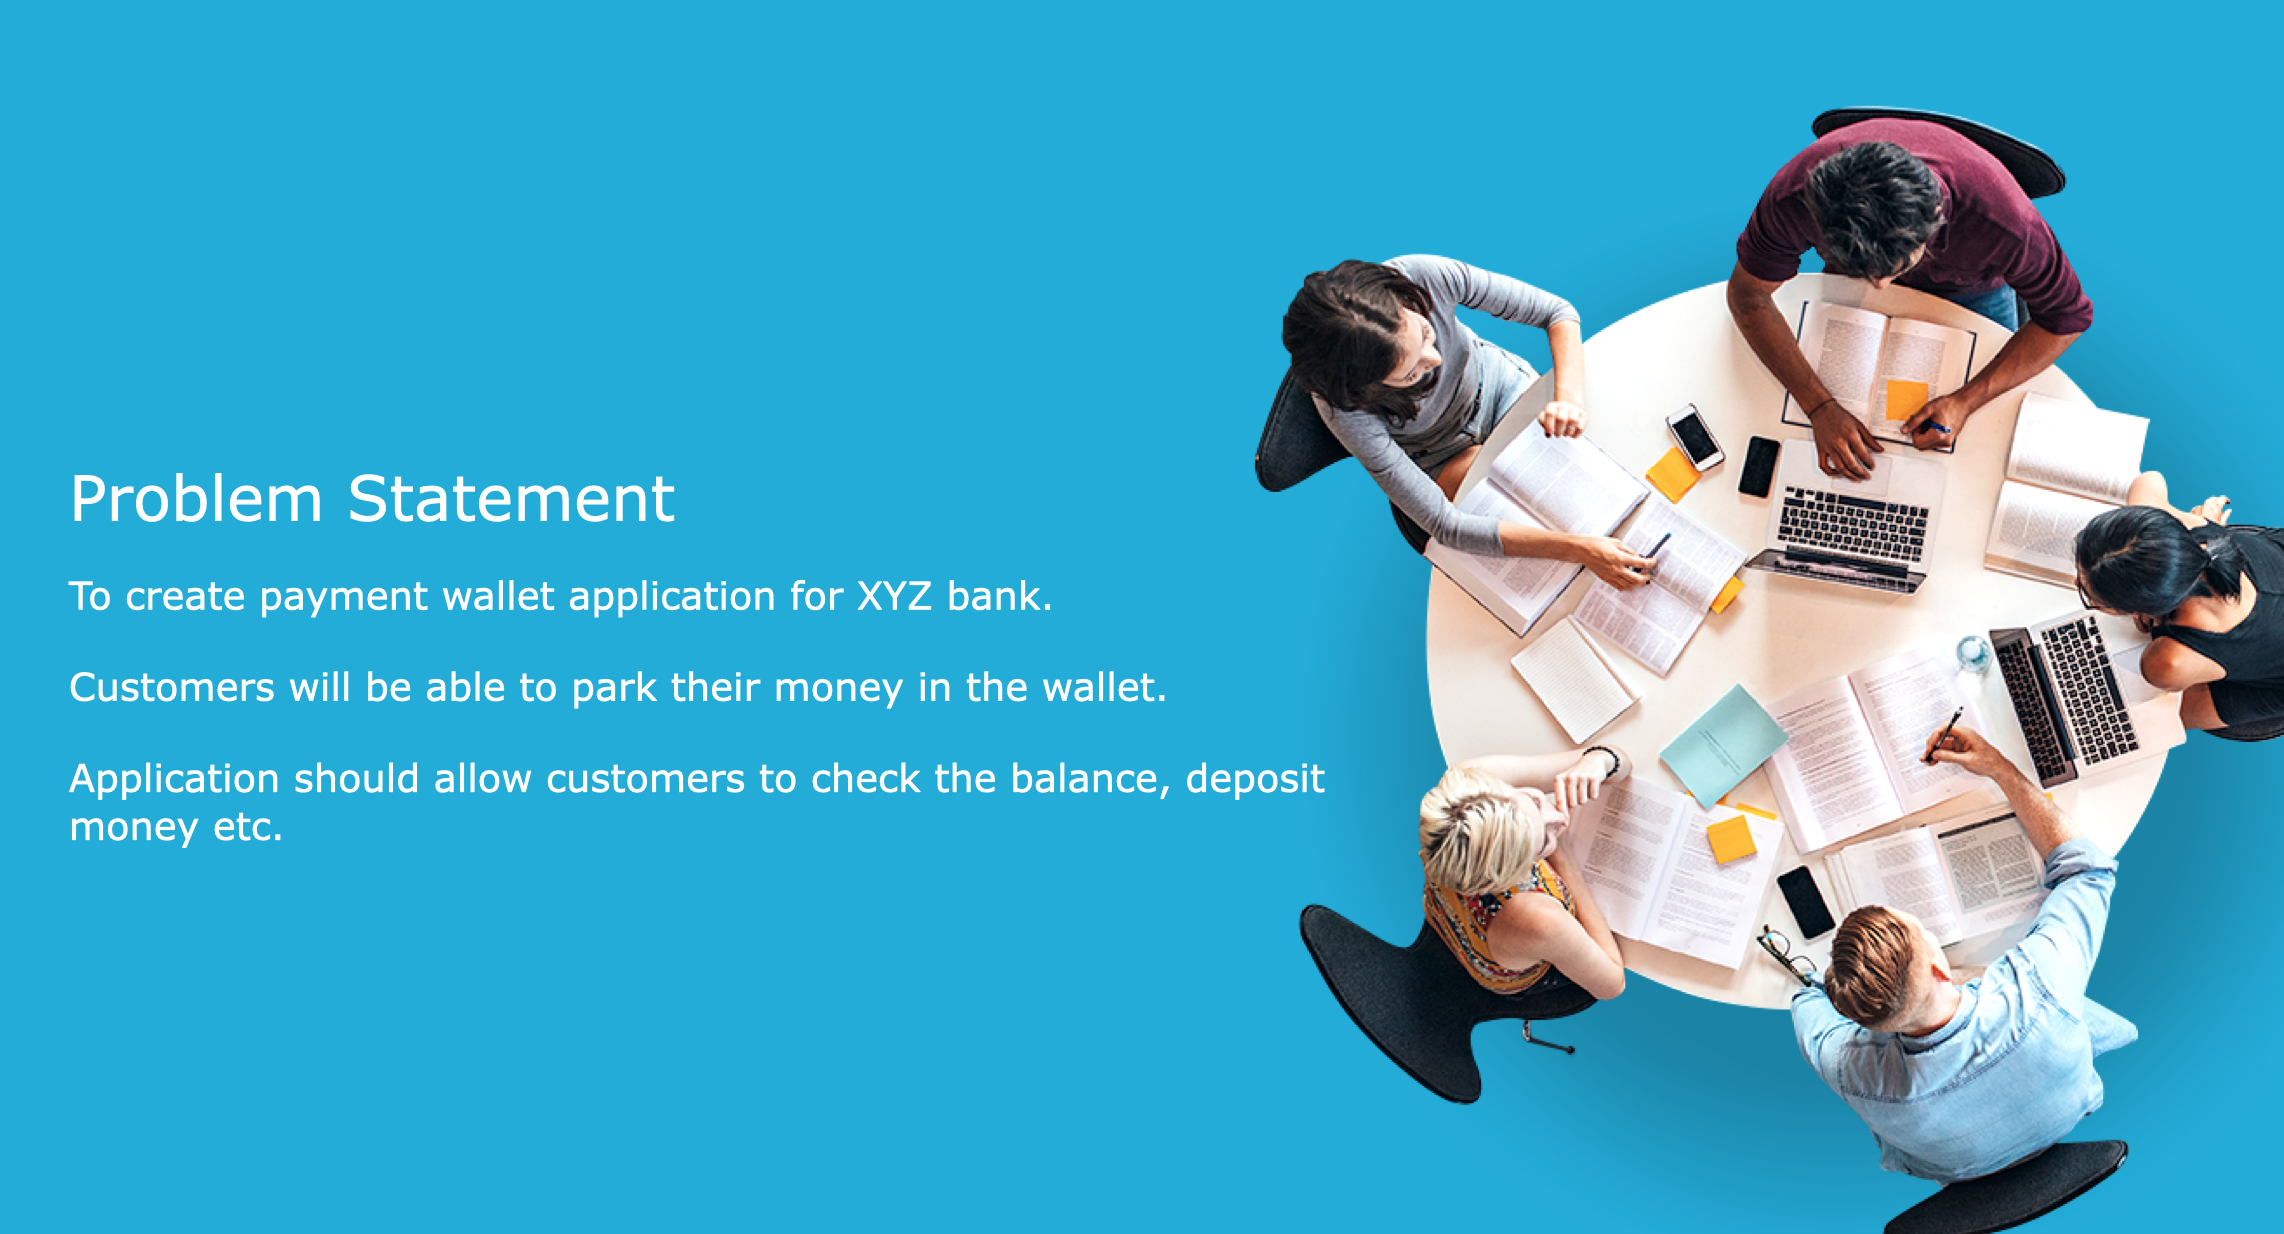 Problem Statement
To create payment wallet application for XYZ bank.
Customers will be able to park their money in the wallet.
Application should allow customers to check the balance, deposit
money etc.